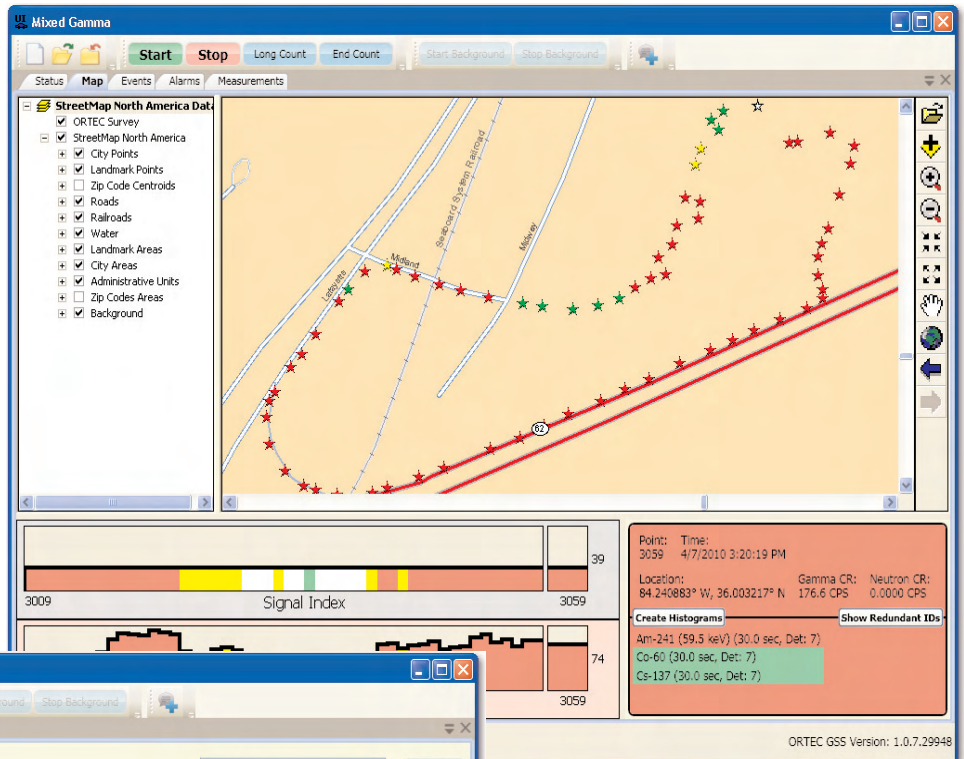 UI Mixed Gamma
Start Stop Long Count End Count Start Background Stop Background
Status Map Events Alarms Measurements
StreetMap North America Data
ORTEC Survey
StreetMap North America
City Points
Landmark Points
Zip Code Centroids
Roads
Railroads
Water
Landmark Areas
City Areas
Administrative Units
Zip Codes Areas
Background
Seaboard System Railroad
Midway
Midland
Lafayette
62
39
3009 Signal Index 3059
74
3059
Point: Time:
3059 4/7/2010 3:20:19 PM
Location: Gamma CR: Neutron CR:
84.240883° W, 36.003217° N 176.6 CPS 0.0000 CPS
Create Histograms Show Redundant IDs
Am-241 (59.5 keV) (30.0 sec, Det: 7)
Co-60 (30.0 sec, Det: 7)
Cs-137 (30.0 sec, Det: 7)
round Stop Background
ORTEC GSS Version: 1.0.7.29948